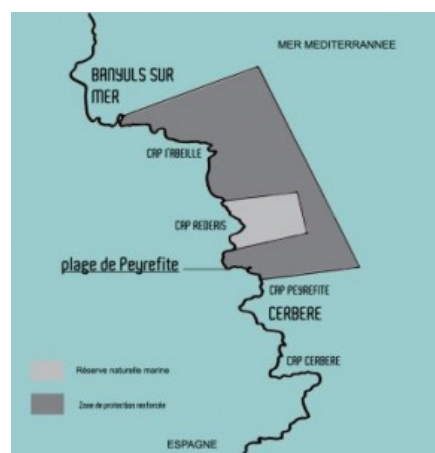 MER MEDITERRANNEE
BANYULS SUR
MER
CAP l'ABEILLE
CAP REDERIS
plage de Peyrefite
CAP PEYREFITE
CERBERE
CAP CERBERE
Réserve naturelle marine
Zone de protection renforcée
ESPAGNE